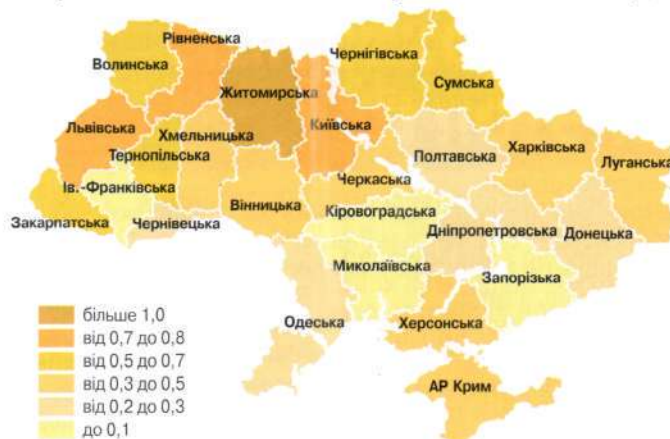 Рівненська
Чернігівська
Волинська
Сумська
Житомирська
Львівська
Київська
Хмельницька
Тернопільська
Полтавська
Харківська
Луганська
Ів.-Франківська
Черкаська
Вінницька
Закарпатська
Чернівецька
Кіровоградська
Дніпропетровська
Донецька
Миколаївська
Запорізька
Одеська
Херсонська
АР Крим
більше 1,0
від 0,7 до 0,8
від 0,5 до 0,7
від 0,3 до 0,5
від 0,2 до 0,3
до 0,1